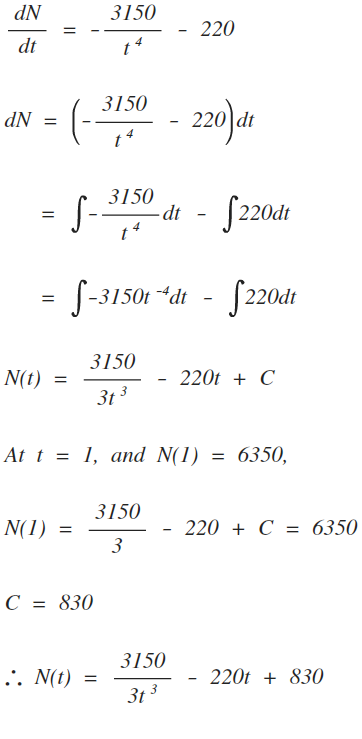 dN/dt = - 3150/t⁴ - 220
dN = (- 3150/t⁴ - 220)dt
= ∫- 3150/t⁴ dt - ∫220dt
= ∫-3150t⁻⁴dt - ∫220dt
N(t) = 3150/3t³ - 220t + C
At t = 1, and N(1) = 6350,
N(1) = 3150/3 - 220 + C = 6350
C = 830
∴ N(t) = 3150/3t³ - 220t + 830